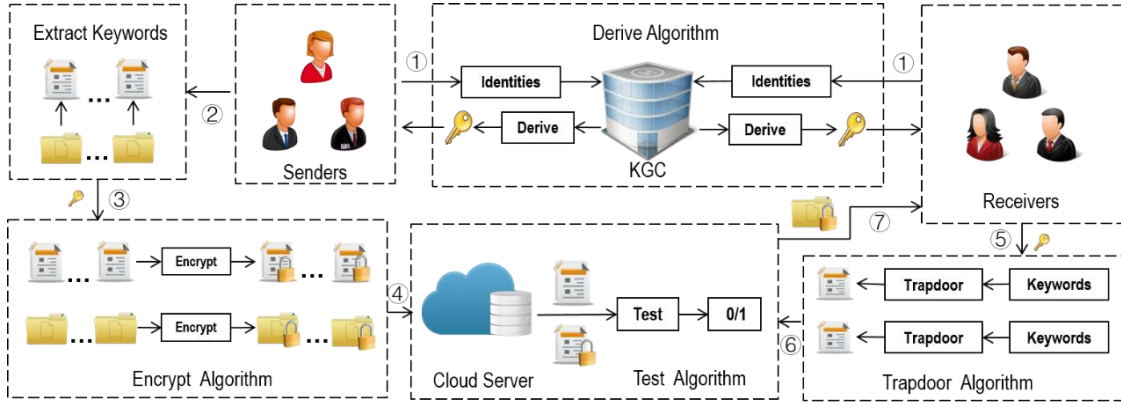 Extract Keywords
...
...
②
Senders
①
Derive Algorithm
Identities
Identities
Derive
Derive
KGC
①
Receivers
③
Encrypt
...
...
Encrypt
...
...
Encrypt Algorithm
④
Test
0/1
Cloud Server
Test Algorithm
⑦
⑤
Trapdoor
Keywords
Trapdoor
Keywords
Trapdoor Algorithm
⑥